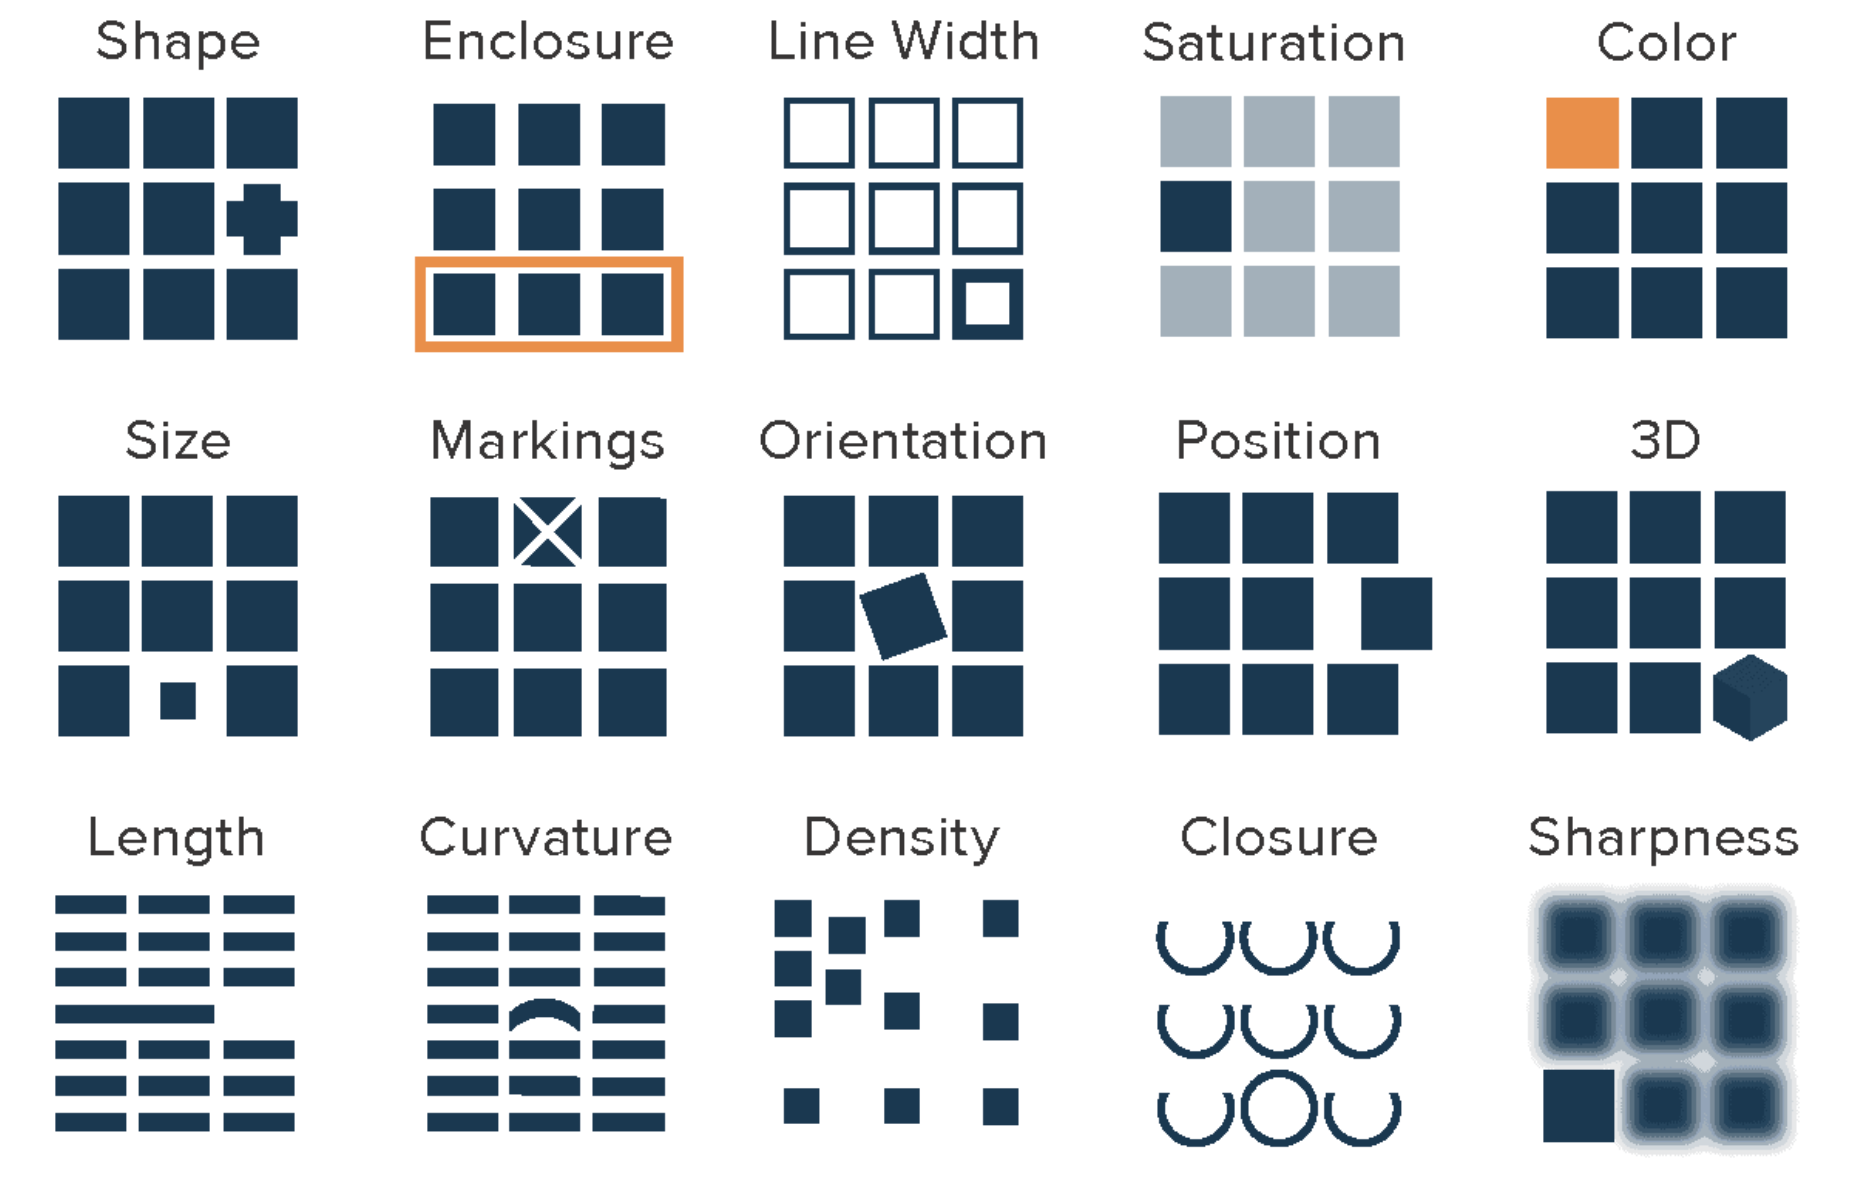 Shape
Enclosure
Line Width
Saturation
Color
Size
Markings
Orientation
Position
3D
Length
Curvature
Density
Closure
Sharpness